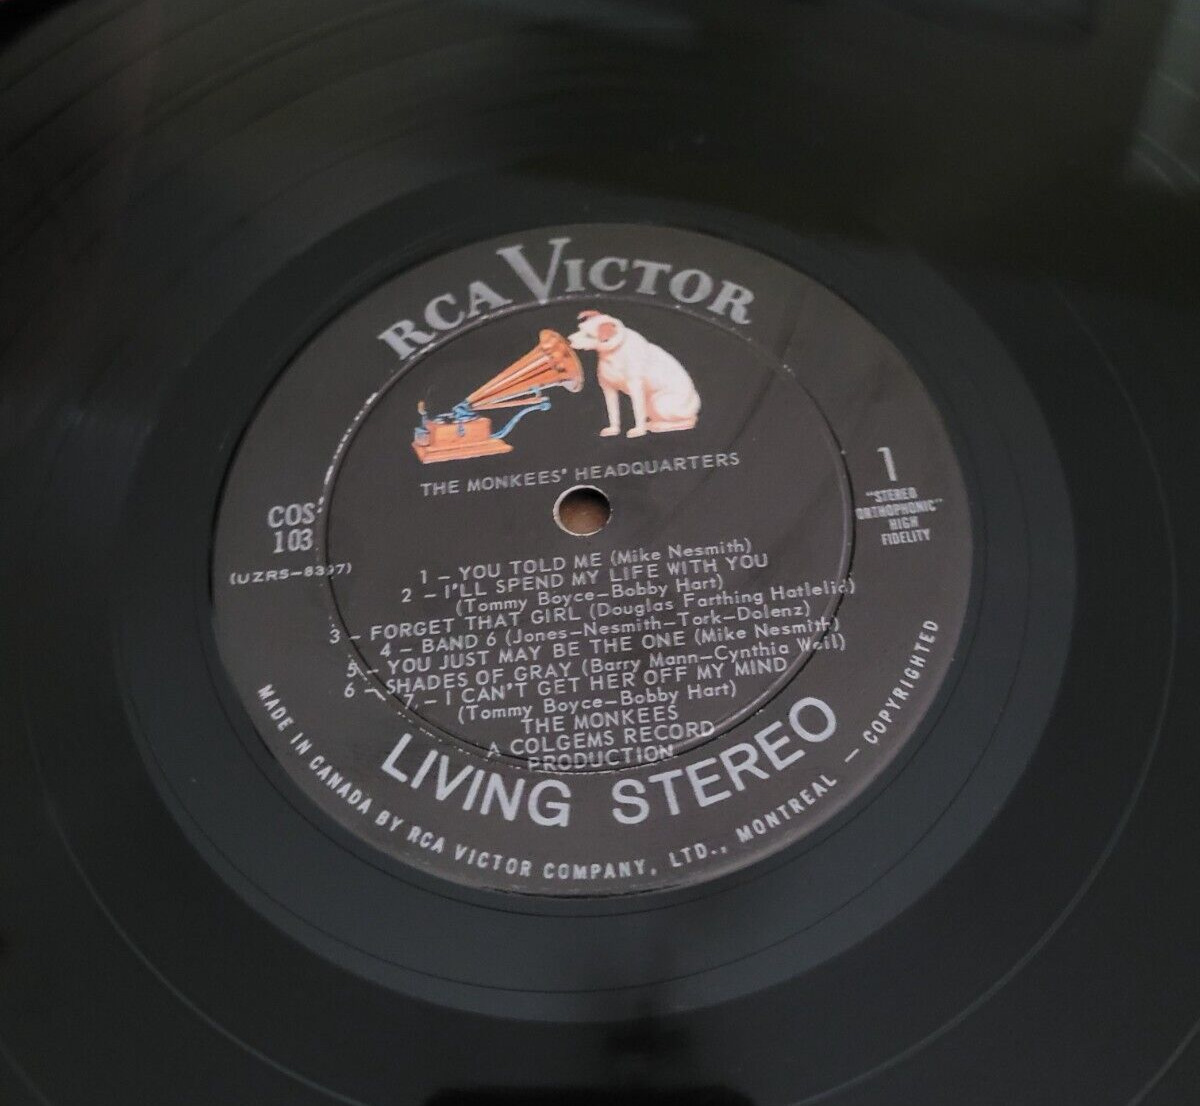 RCA VICTOR
THE MONKEES' HEADQUARTERS
COS
103
(UZRS-8397)
1
"STEREO
ORTHOPHONIC"
HIGH
FIDELITY
1 - YOU TOLD ME (Mike Nesmith)
2 - I'LL SPEND MY LIFE WITH YOU
(Tommy Boyce-Bobby Hart)
3 - FORGET THAT GIRL (Douglas Farthing Hatlelid)
4 - BAND 6 (Jones-Nesmith-Tork-Dolenz)
5 - YOU JUST MAY BE THE ONE (Mike Nesmith)
6 - SHADES OF GRAY (Barry Mann-Cynthia Weil)
7 - I CAN'T GET HER OFF MY MIND
(Tommy Boyce-Bobby Hart)
THE MONKEES
A COLGEMS RECORD
PRODUCTION
LIVING STEREO
MADE IN CANADA BY RCA VICTOR COMPANY, LTD., MONTREAL - COPYRIGHTED